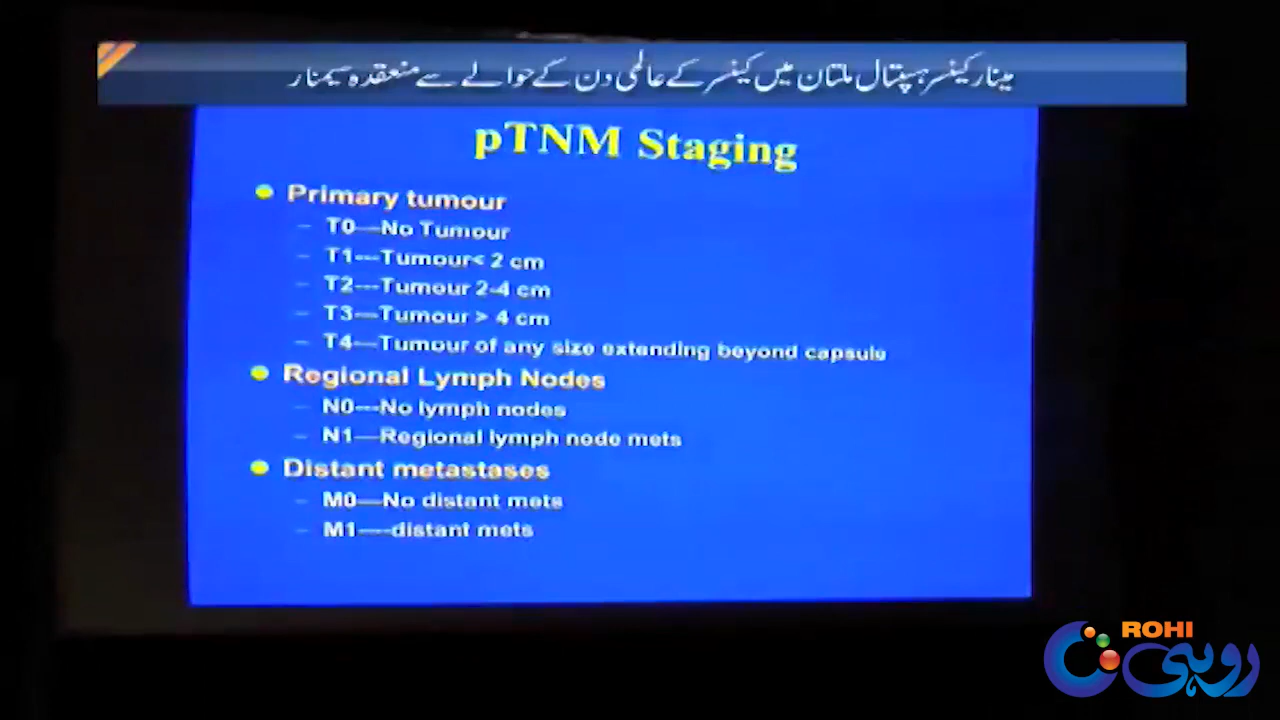 مینار کینسر ہسپتال ملتان میں کینسر کے عالمی دن کے حوالے سے منعقدہ سیمنار
pTNM Staging
Primary tumour
– T0—No Tumour
– T1---Tumour< 2 cm
– T2---Tumour 2-4 cm
– T3---Tumour > 4 cm
– T4—Tumour of any size extending beyond capsule
Regional Lymph Nodes
– N0---No lymph nodes
– N1—Regional lymph node mets
Distant metastases
– M0—No distant mets
– M1----distant mets
ROHI
روہی